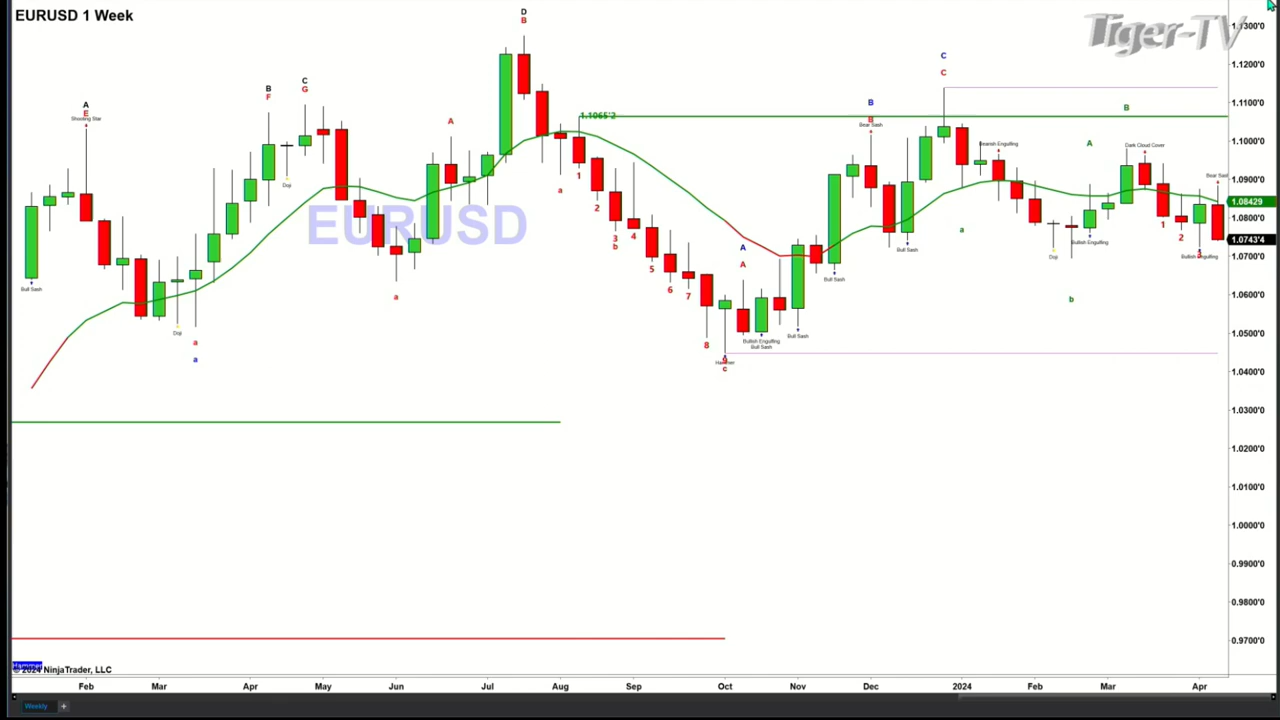 EURUSD 1 Week
Tiger-TV
1.1200'0
1.1100'0
1.1000'0
1.0900'0
1.08429
1.0800'0
1.0743'4
1.0700'0
1.0600'0
1.0500'0
1.0400'0
1.0300'0
1.0200'0
1.0100'0
1.0000'0
0.9900'0
0.9800'0
0.9700'0
EURUSD
1.1065'2
A
E
Shooting Star
B
F
C
G
D
B
A
Doji
Bull Sash
Doji
a
a
a
a
1
2
3
b
4
5
6
7
8
c
A
A
Bullish Engulfing
Bull Sash
Bull Sash
Bull Sash
B
B
Bear Sash
Bull Sash
C
C
a
Bearish Engulfing
Doji
b
A
Bullish Engulfing
B
Dark Cloud Cover
1
2
3
Bullish Engulfing
Hammer
© 2024 NinjaTrader, LLC
Feb Mar Apr May Jun Jul Aug Sep Oct Nov Dec 2024 Feb Mar Apr
Weekly +